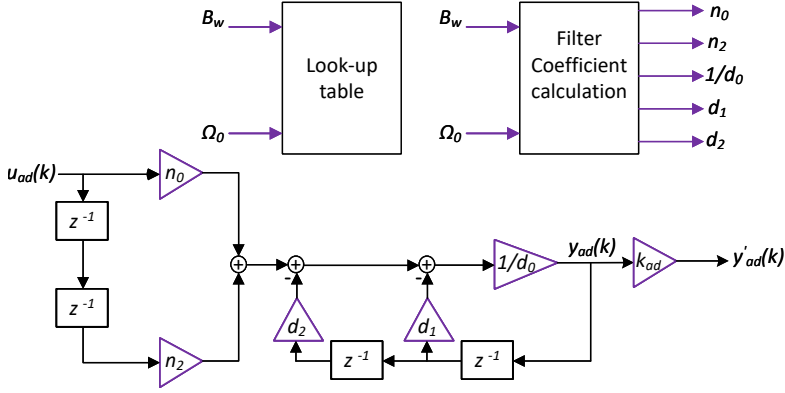 B_w
Ω_0
Look-up
table
B_w
Ω_0
Filter
Coefficient
calculation
n_0
n_2
1/d_0
d_1
d_2
u_ad(k)
n_0
z^-1
z^-1
n_2
+
+
-
d_2
+
-
d_1
z^-1
z^-1
1/d_0
y_ad(k)
k_ad
y'_ad(k)